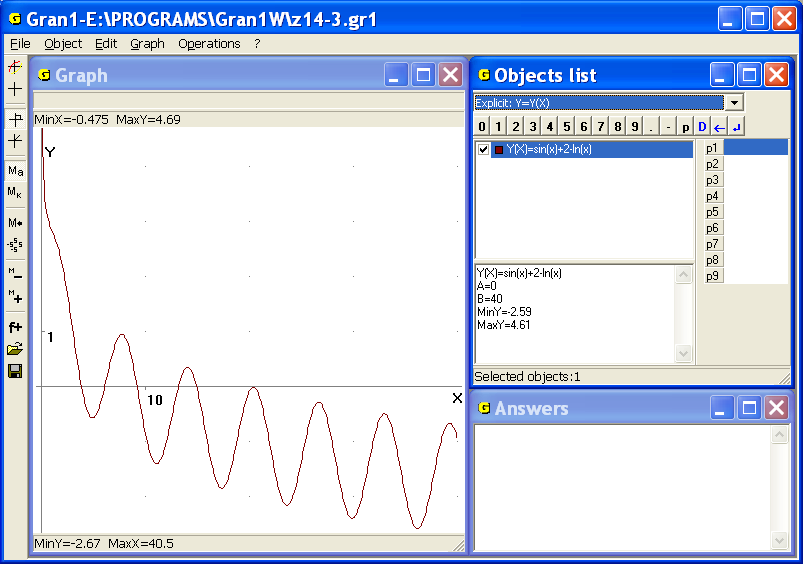 Gran1-E:\PROGRAMS\Gran1W\z14-3.gr1
File Object Edit Graph Operations ?
Graph
MinX=-0.475 MaxY=4.69
Y
1
10
X
MinY=-2.67 MaxX=40.5
Ma
Mк
M
M
M
f+
Objects list
Explicit: Y=Y(X)
0 1 2 3 4 5 6 7 8 9 . - p D
Y(X)=sin(x)+2-ln(x)
p1
p2
p3
p4
p5
p6
p7
p8
p9
Y(X)=sin(x)+2-ln(x)
A=0
B=40
MinY=-2.59
MaxY=4.61
Selected objects:1
Answers